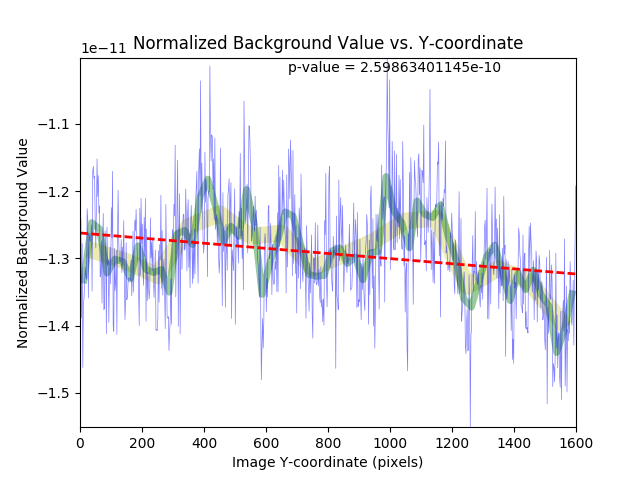 1e−11
Normalized Background Value vs. Y-coordinate
p-value = 2.59863401145e-10
−1.1
−1.2
−1.3
−1.4
−1.5
Normalized Background Value
0 200 400 600 800 1000 1200 1400 1600
Image Y-coordinate (pixels)